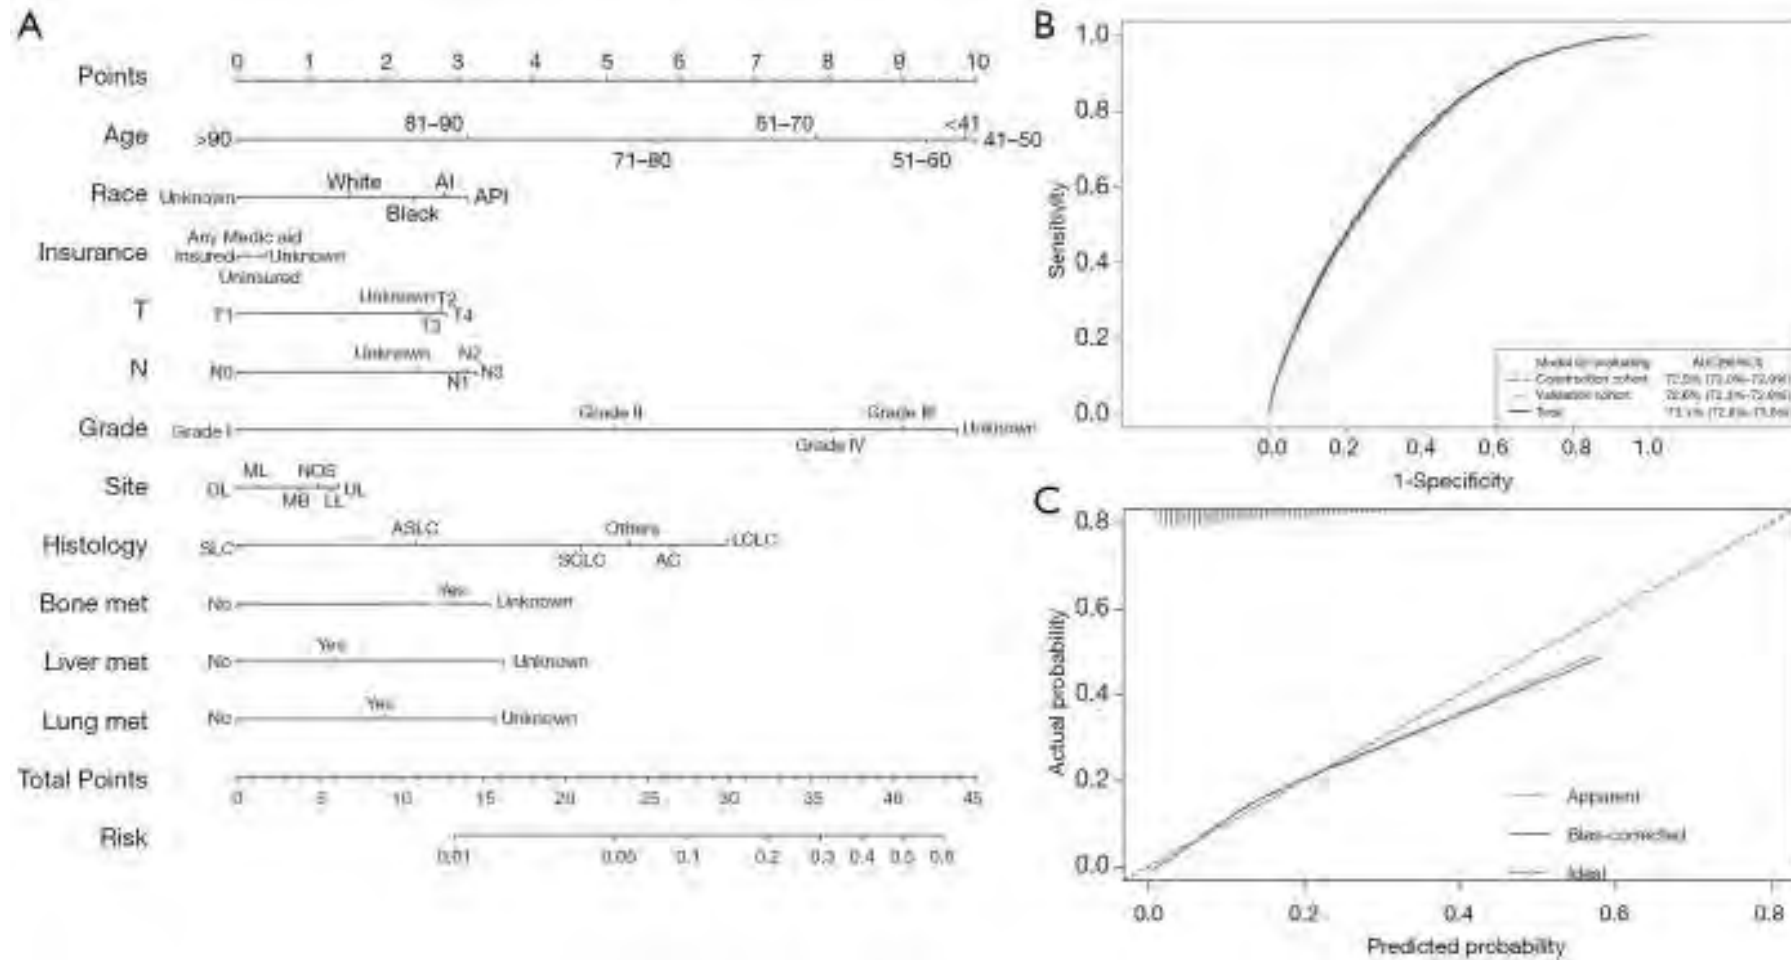 A
Points 0 1 2 3 4 5 6 7 8 9 10
Age >90 81–90 71–80 51–60 <41 41–50
Race Unknown White Black AI API
Insurance Any Medic aid
Insured Unknown
Uninsured
T T1 Unknown T2 T3 T4
N N0 Unknown N2 N1 N3
Grade Grade I Grade II Grade IV Grade III Unknown
Site ML NOS MB LL UL
Histology SLC ASLC SCLC Others AC LCLC
Bone met No Yes Unknown
Liver met No Yes Unknown
Lung met No Yes Unknown
Total Points 0 5 10 15 20 25 30 35 40 45
Risk 0.01 0.05 0.1 0.2 0.3 0.4 0.5 0.6
B
Sensitivity
1.0
0.8
0.6
0.4
0.2
0.0
0.0 0.2 0.4 0.6 0.8 1.0
1-Specificity
Construction cohort
Validation cohort
Total
C
Actual probability
0.8
0.6
0.4
0.2
0.0
Apparent
Bias-corrected
Ideal
0.0 0.2 0.4 0.6 0.8
Predicted probability